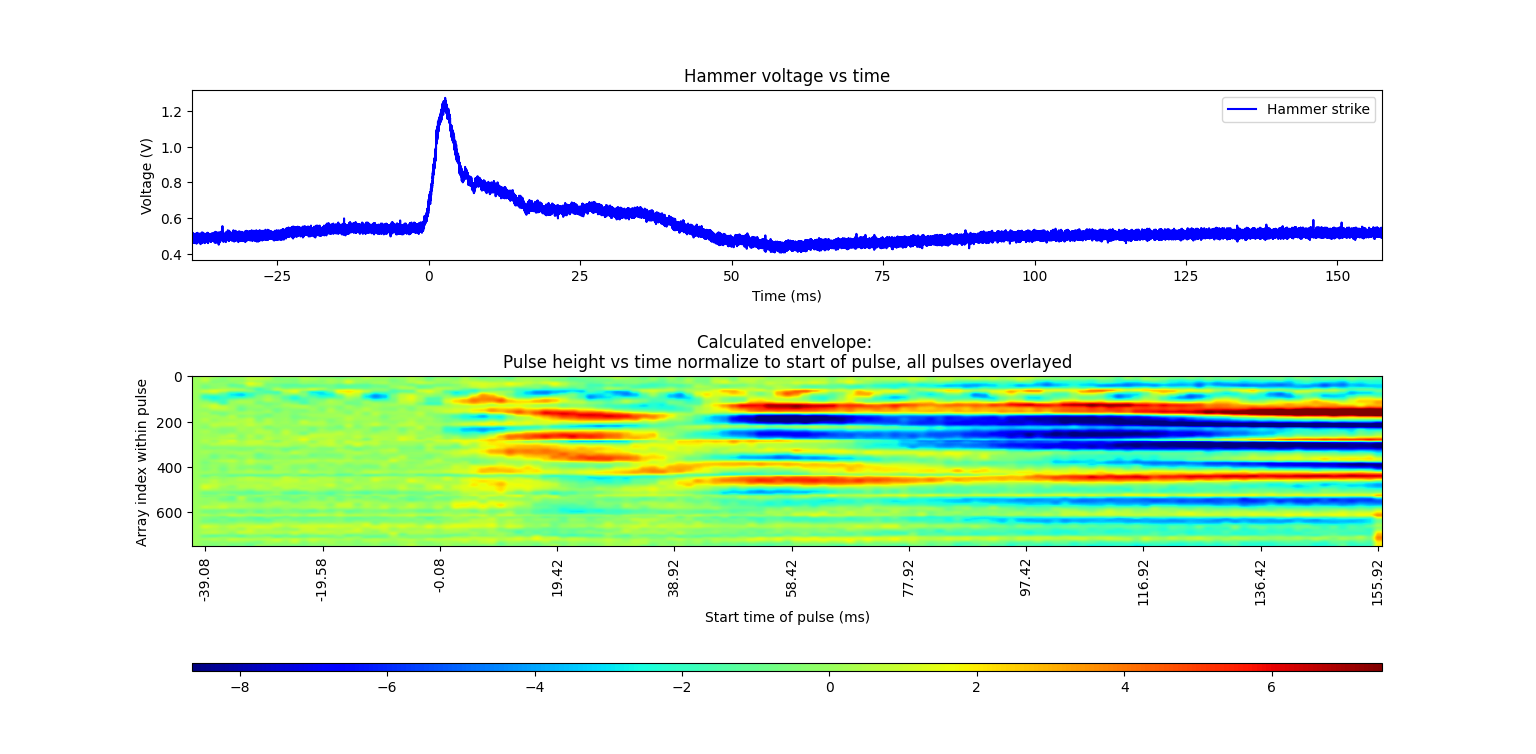 Hammer voltage vs time
Hammer strike
Voltage (V)
1.2
1.0
0.8
0.6
0.4
−25 0 25 50 75 100 125 150
Time (ms)
Calculated envelope:
Pulse height vs time normalize to start of pulse, all pulses overlayed
Array index within pulse
0
200
400
600
-39.08 -19.58 -0.08 19.42 38.92 58.42 77.92 97.42 116.92 136.42 155.92
Start time of pulse (ms)
−8 −6 −4 −2 0 2 4 6